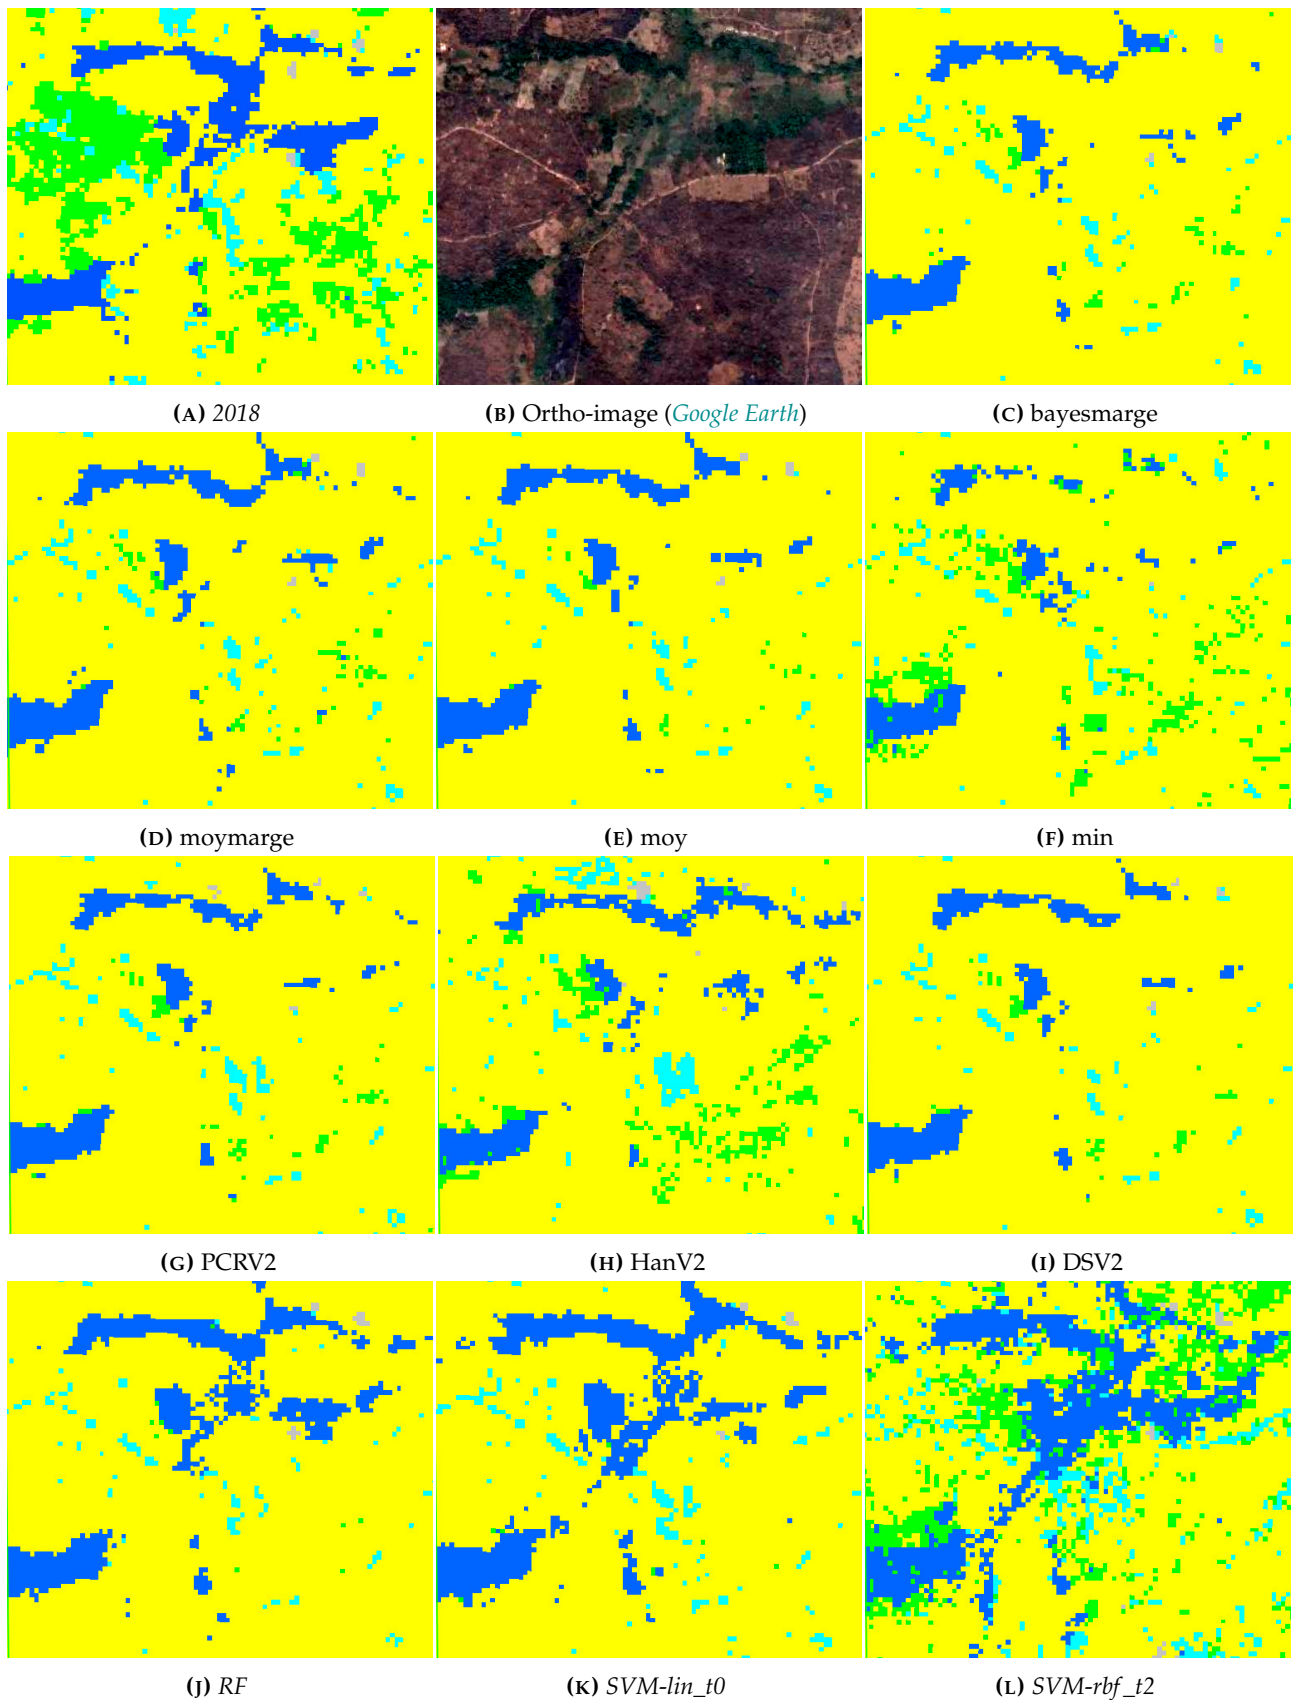 (A) 2018
(B) Ortho-image (Google Earth)
(C) bayesmarge
(D) moymarge
(E) moy
(F) min
(G) PCRV2
(H) HanV2
(I) DSV2
(J) RF
(K) SVM-lin_t0
(L) SVM-rbf_t2